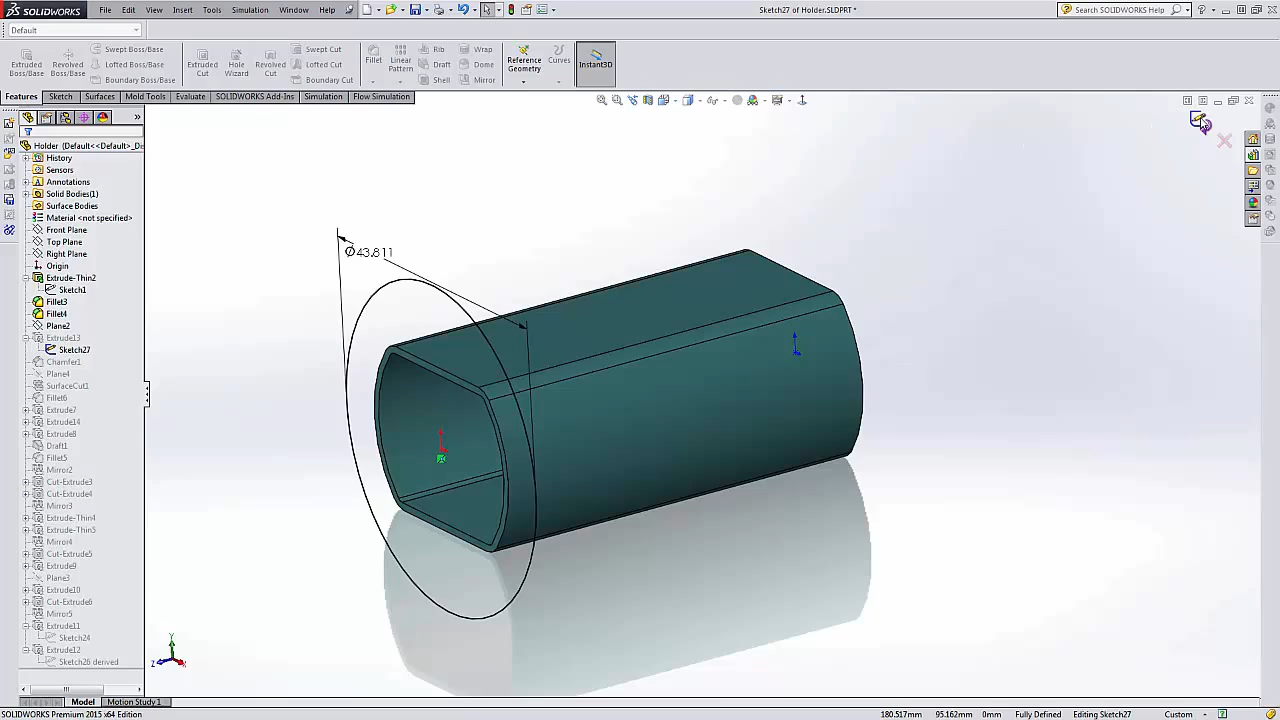 SOLIDWORKS
File Edit View Insert Tools Simulation Window Help
Sketch27 of Holder.SLDPRT *
Search SOLIDWORKS Help
Default
Extruded Boss/Base
Revolved Boss/Base
Swept Boss/Base
Lofted Boss/Base
Boundary Boss/Base
Extruded Cut
Hole Wizard
Revolved Cut
Swept Cut
Lofted Cut
Boundary Cut
Fillet
Linear Pattern
Rib
Draft
Shell
Wrap
Dome
Mirror
Reference Geometry
Curves
Instant3D
Features Sketch Surfaces Mold Tools Evaluate SOLIDWORKS Add-Ins Simulation Flow Simulation
Holder (Default<<Default>_Di
History
Sensors
Annotations
Solid Bodies(1)
Surface Bodies
Material <not specified>
Front Plane
Top Plane
Right Plane
Origin
Extrude-Thin2
Sketch1
Fillet3
Fillet4
Plane2
Extrude13
Sketch27
Chamfer1
Plane4
SurfaceCut1
Fillet6
Extrude7
Extrude14
Extrude8
Draft1
Fillet5
Mirror2
Cut-Extrude3
Cut-Extrude4
Mirror3
Extrude-Thin4
Extrude-Thin5
Mirror4
Cut-Extrude5
Extrude9
Plane3
Extrude10
Cut-Extrude6
Mirror5
Extrude11
Sketch24
Extrude12
Sketch26 derived
Ø43.811
Y
Z
X
Model Motion Study 1
SOLIDWORKS Premium 2015 x64 Edition
180.517mm 95.162mm 0mm Fully Defined Editing Sketch27 Custom